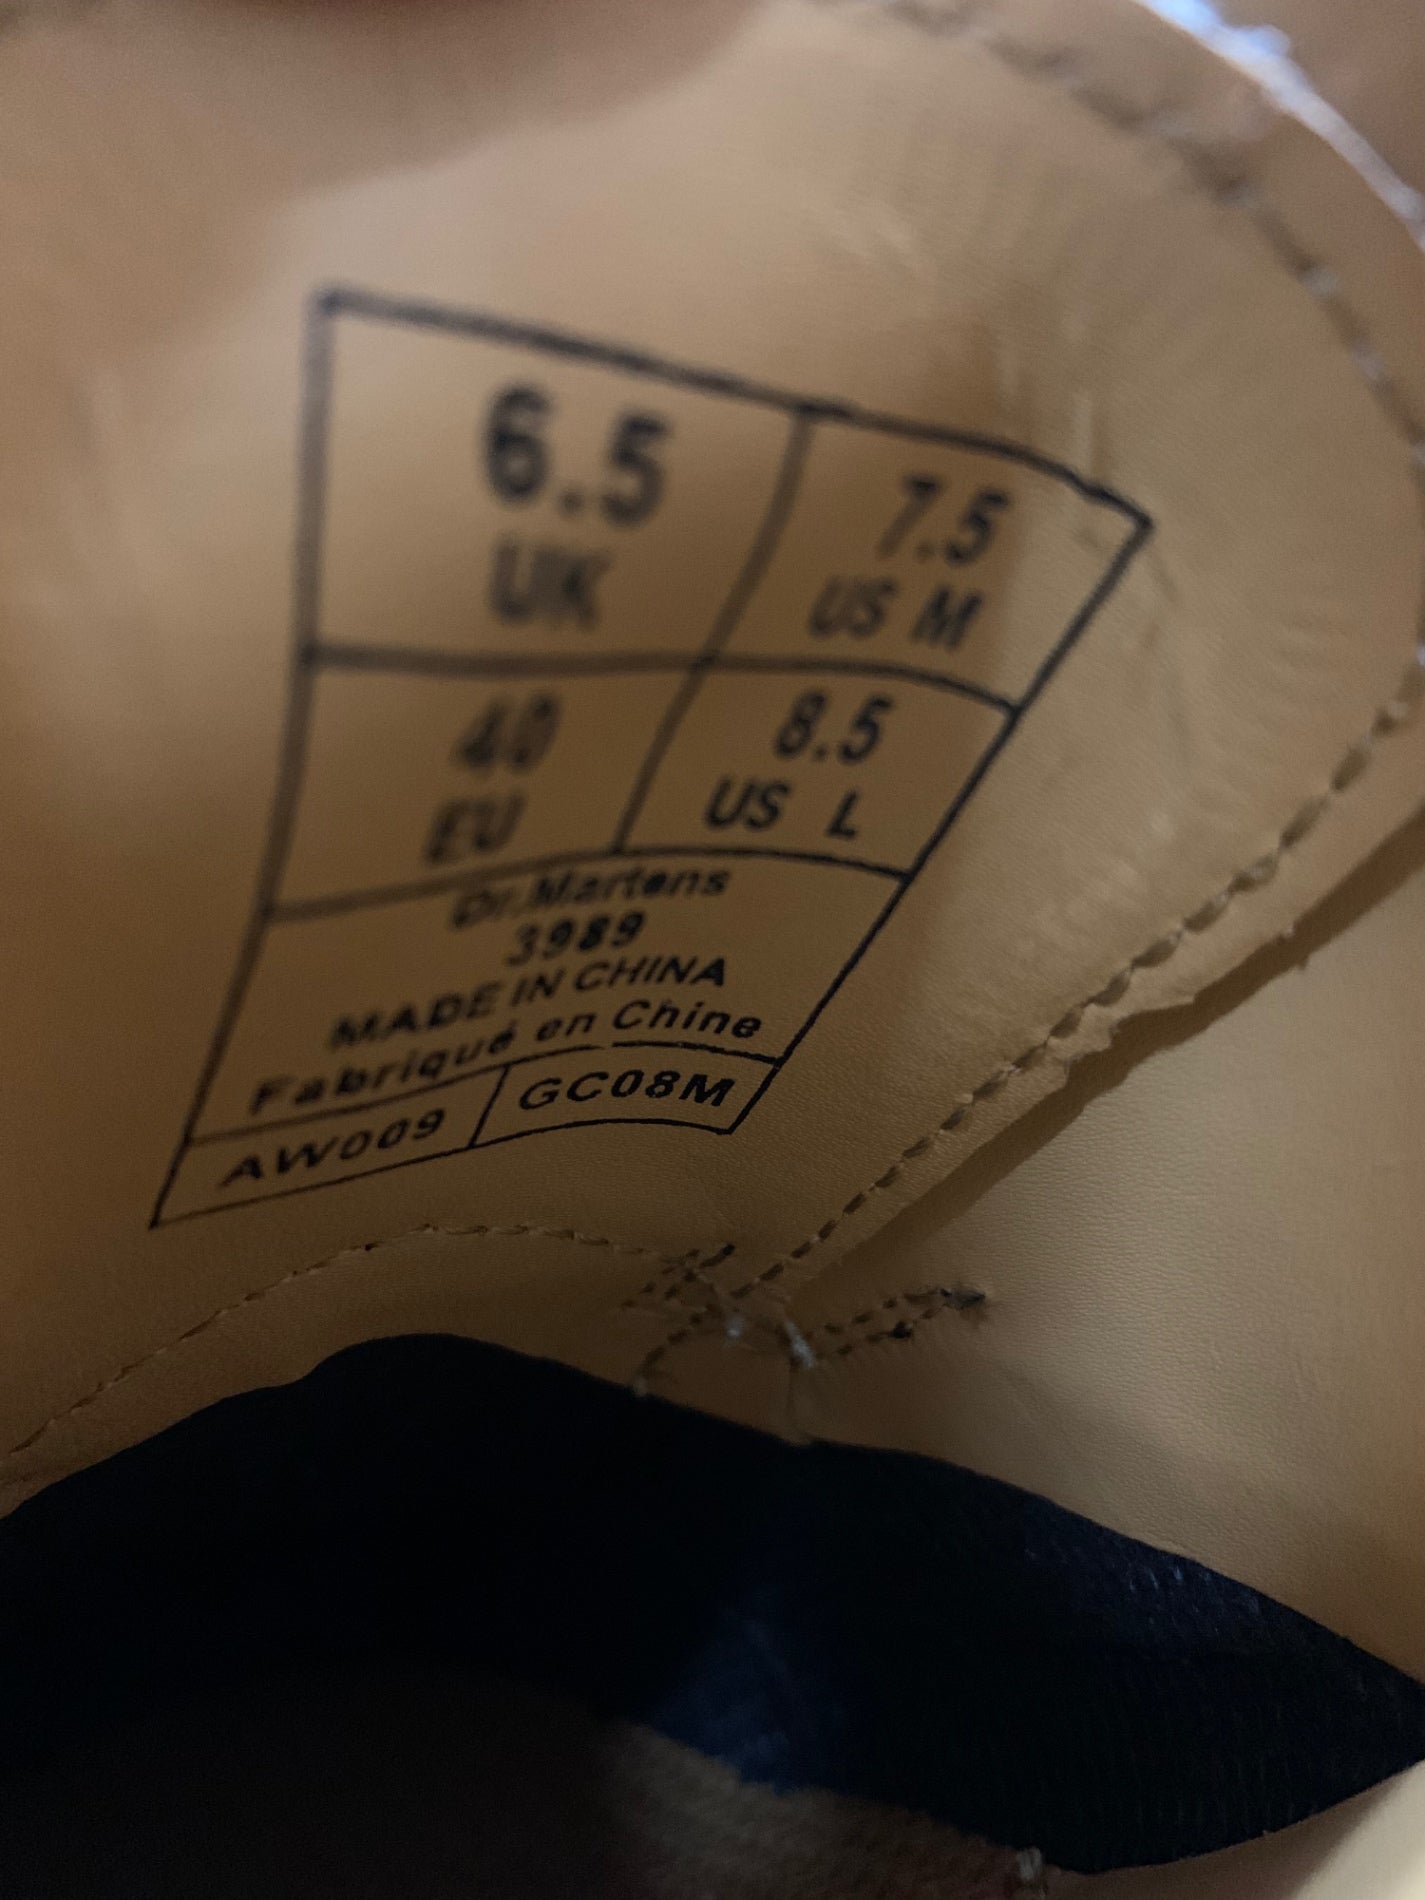 6.5
UK
7.5
US M
40
EU
8.5
US L
Dr.Martens
3989
MADE IN CHINA
Fabriqué en Chine
AW009
GC08M